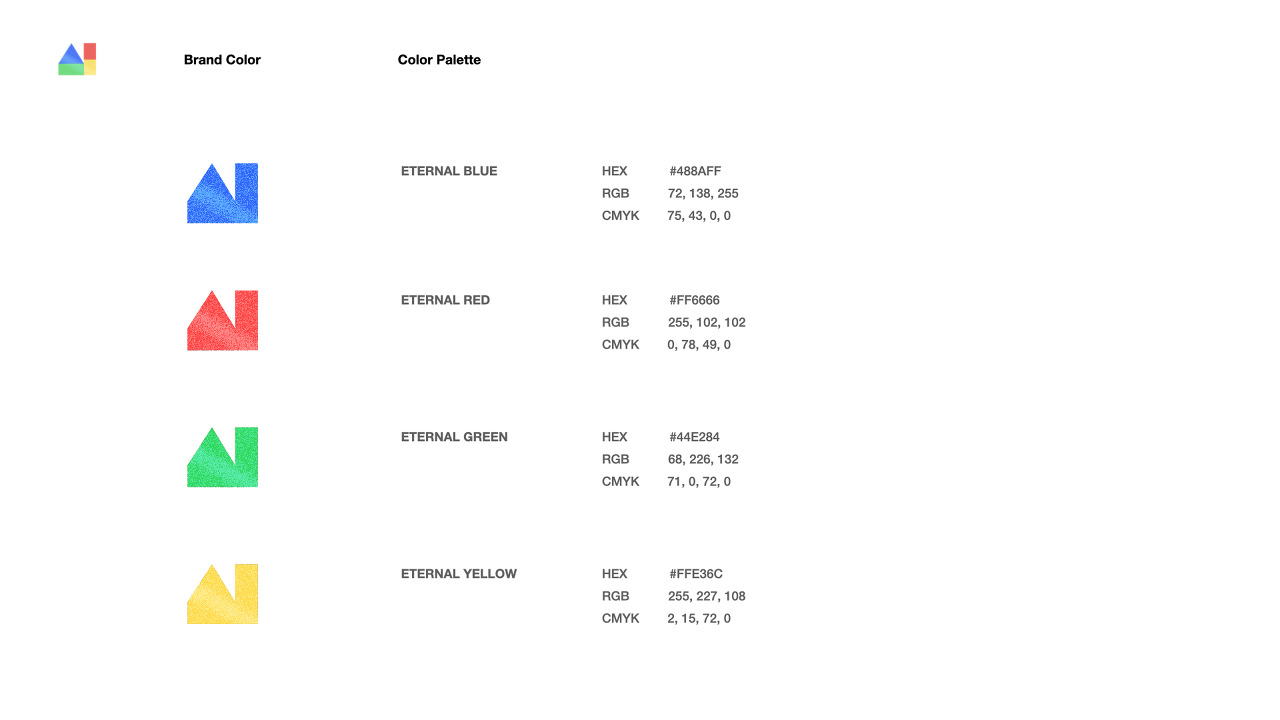 Brand Color
Color Palette
ETERNAL BLUE
HEX #488AFF
RGB 72, 138, 255
CMYK 75, 43, 0, 0
ETERNAL RED
HEX #FF6666
RGB 255, 102, 102
CMYK 0, 78, 49, 0
ETERNAL GREEN
HEX #44E284
RGB 68, 226, 132
CMYK 71, 0, 72, 0
ETERNAL YELLOW
HEX #FFE36C
RGB 255, 227, 108
CMYK 2, 15, 72, 0